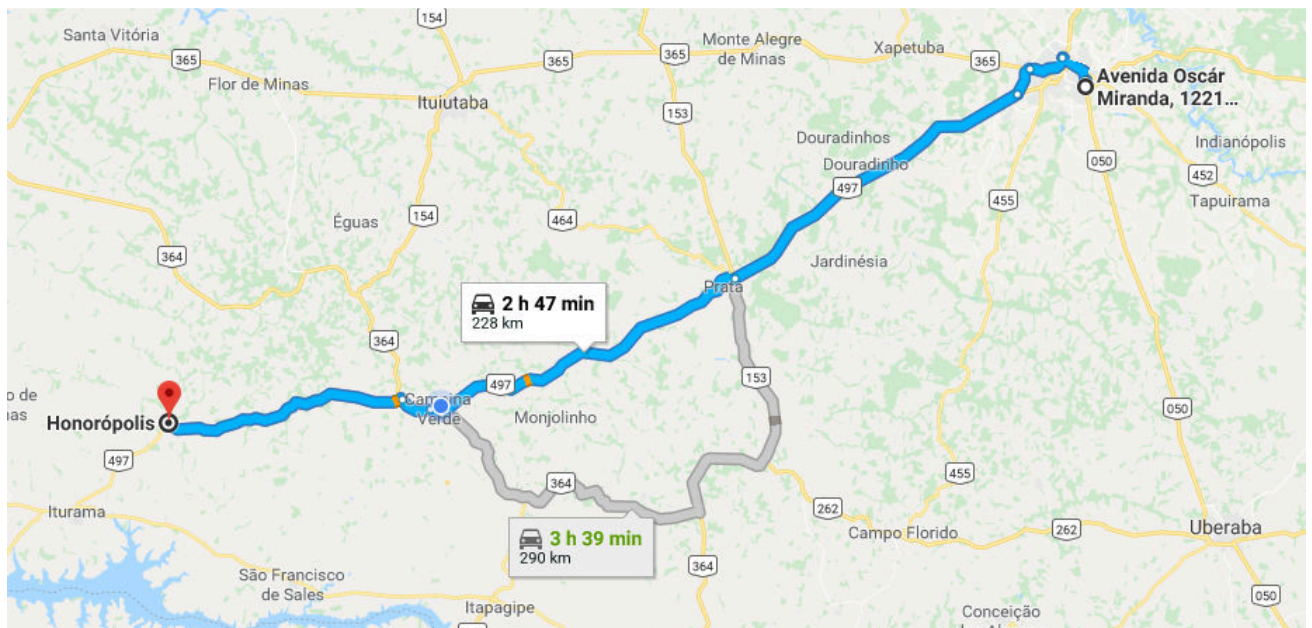 154
Santa Vitória
365
Flor de Minas
365
Ituiutaba
365
Monte Alegre
de Minas
Xapetuba
365
Avenida Oscár
Miranda, 1221...
153
Douradinhos
Douradinho
497
Indianópolis
050
452
Tapuirama
455
Éguas
154
464
364
Jardinésia
Prata
2 h 47 min
228 km
364
153
497
Campina
Verde
Monjolinho
Honorópolis
497
050
455
364
Iturama
262
Campo Florido
262
Uberaba
3 h 39 min
290 km
364
São Francisco
de Sales
Itapagipe
050
Conceição